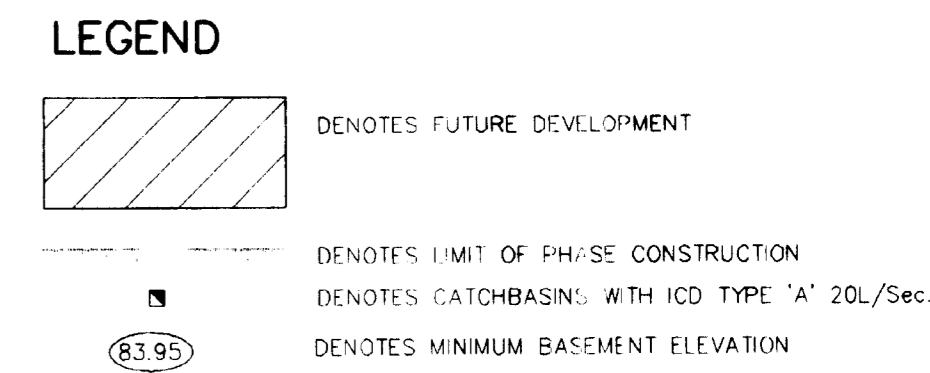 LEGEND
DENOTES FUTURE DEVELOPMENT
DENOTES LIMIT OF PHASE CONSTRUCTION
DENOTES CATCHBASINS WITH ICD TYPE 'A' 20L/Sec.
83.95 DENOTES MINIMUM BASEMENT ELEVATION